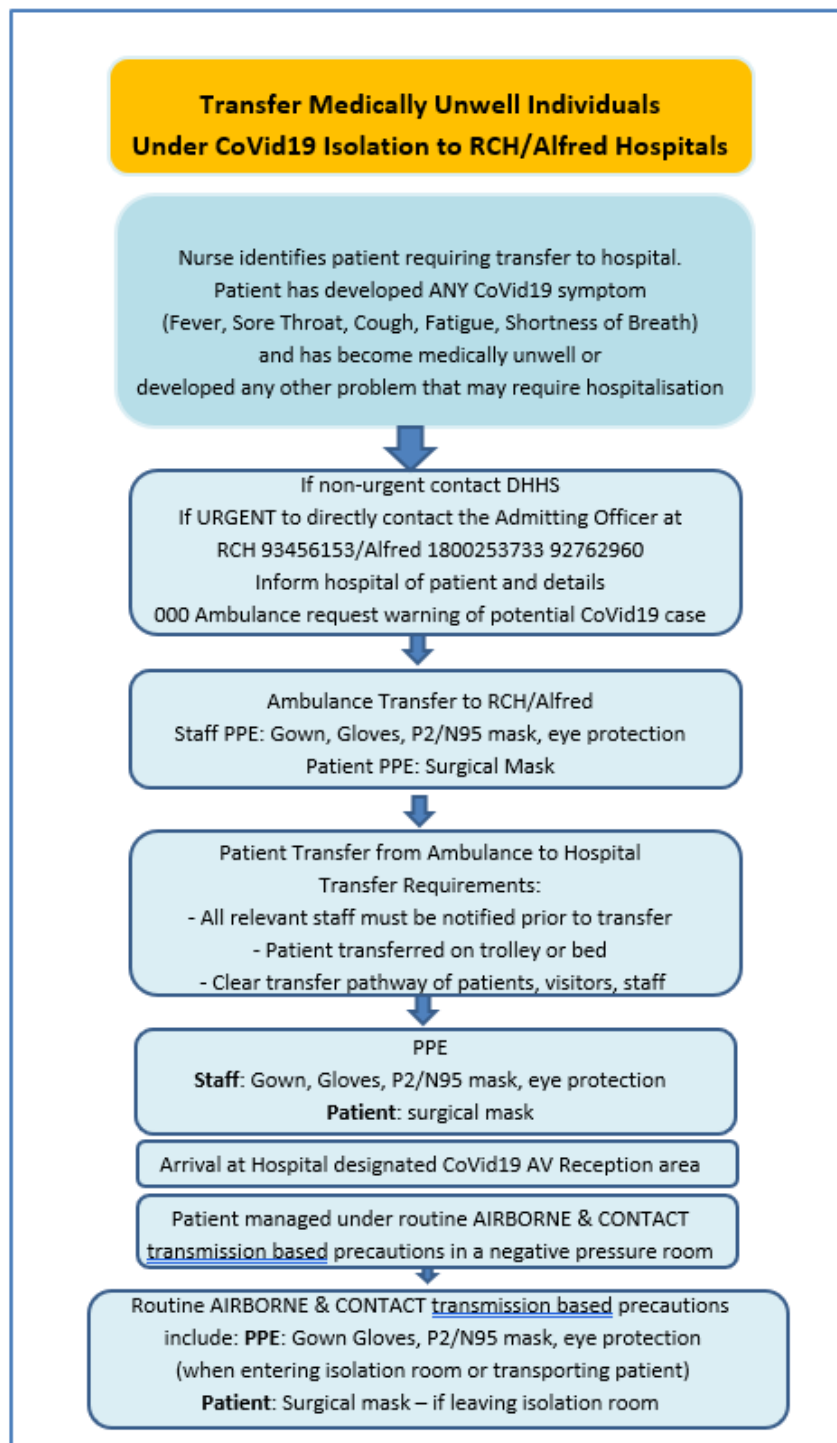 Transfer Medically Unwell Individuals
Under CoVid19 Isolation to RCH/Alfred Hospitals
Nurse identifies patient requiring transfer to hospital.
Patient has developed ANY CoVid19 symptom
(Fever, Sore Throat, Cough, Fatigue, Shortness of Breath)
and has become medically unwell or
developed any other problem that may require hospitalisation
If non-urgent contact DHHS
If URGENT to directly contact the Admitting Officer at
RCH 93456153/Alfred 1800253733 92762960
Inform hospital of patient and details
000 Ambulance request warning of potential CoVid19 case
Ambulance Transfer to RCH/Alfred
Staff PPE: Gown, Gloves, P2/N95 mask, eye protection
Patient PPE: Surgical Mask
Patient Transfer from Ambulance to Hospital
Transfer Requirements:
- All relevant staff must be notified prior to transfer
- Patient transferred on trolley or bed
- Clear transfer pathway of patients, visitors, staff
PPE
Staff: Gown, Gloves, P2/N95 mask, eye protection
Patient: surgical mask
Arrival at Hospital designated CoVid19 AV Reception area
Patient managed under routine AIRBORNE & CONTACT
transmission based precautions in a negative pressure room
Routine AIRBORNE & CONTACT transmission based precautions
include: PPE: Gown Gloves, P2/N95 mask, eye protection
(when entering isolation room or transporting patient)
Patient: Surgical mask – if leaving isolation room